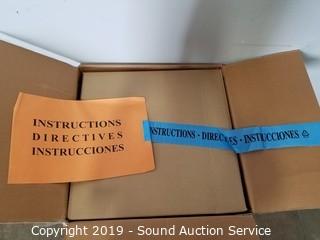 INSTRUCTIONS
DIRECTIVES
INSTRUCCIONES
INSTRUCTIONS - DIRECTIVES - INSTRUCCIONES
Copyright 2019 - Sound Auction Service